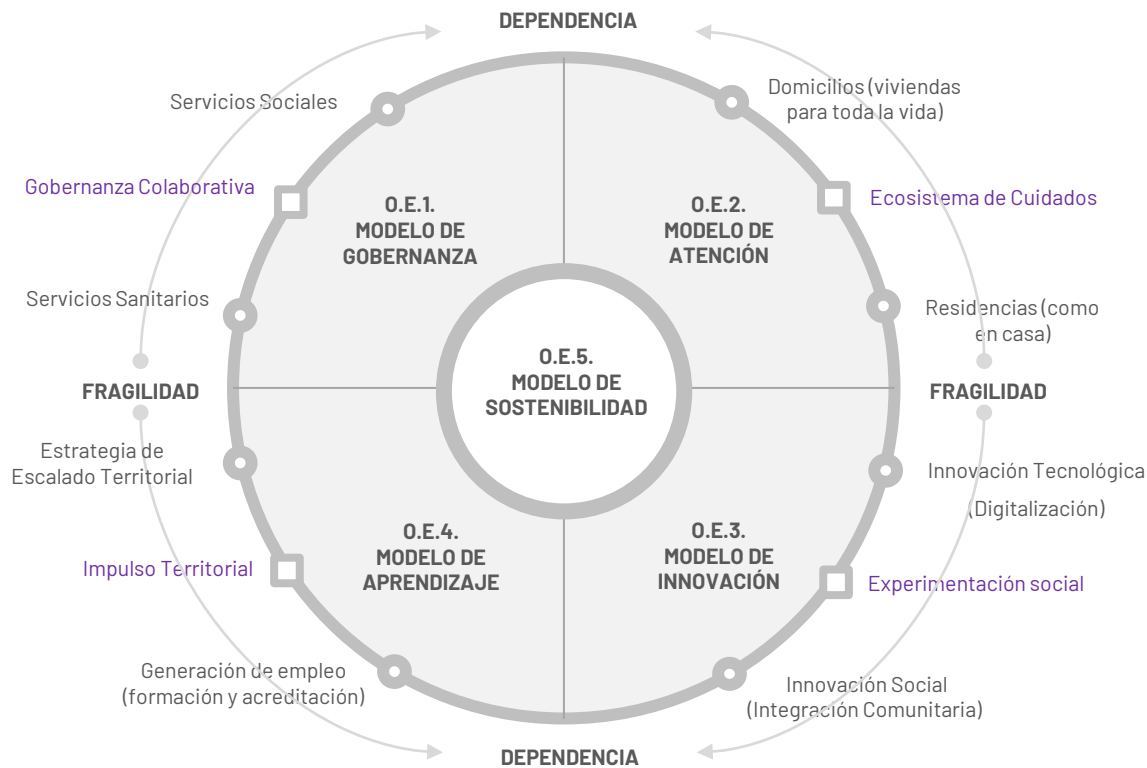 DEPENDENCIA
Servicios Sociales
Domicilios (viviendas
para toda la vida)
Gobernanza Colaborativa
Ecosistema de Cuidados
O.E.1.
MODELO DE
GOBERNANZA
O.E.2.
MODELO DE
ATENCIÓN
Servicios Sanitarios
Residencias (como
en casa)
O.E.5.
MODELO DE
SOSTENIBILIDAD
FRAGILIDAD
FRAGILIDAD
Estrategia de
Escalado Territorial
Innovación Tecnológica
(Digitalización)
O.E.4.
MODELO DE
APRENDIZAJE
O.E.3.
MODELO DE
INNOVACIÓN
Impulso Territorial
Experimentación social
Generación de empleo
(formación y acreditación)
Innovación Social
(Integración Comunitaria)
DEPENDENCIA